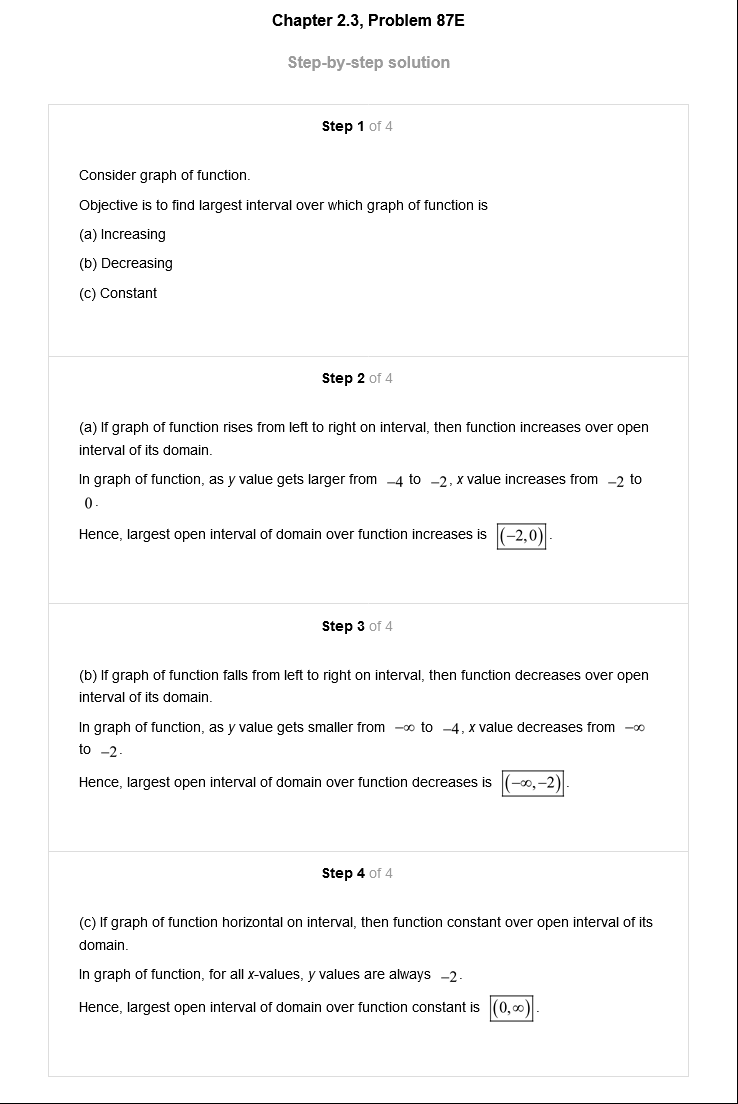 Chapter 2.3, Problem 87E
Step-by-step solution
Step 1 of 4
Consider graph of function.
Objective is to find largest interval over which graph of function is
(a) Increasing
(b) Decreasing
(c) Constant
Step 2 of 4
(a) If graph of function rises from left to right on interval, then function increases over open
interval of its domain.
In graph of function, as y value gets larger from −4 to −2, x value increases from −2 to
0.
Hence, largest open interval of domain over function increases is (−2,0).
Step 3 of 4
(b) If graph of function falls from left to right on interval, then function decreases over open
interval of its domain.
In graph of function, as y value gets smaller from −∞ to −4, x value decreases from −∞
to −2.
Hence, largest open interval of domain over function decreases is (−∞,−2).
Step 4 of 4
(c) If graph of function horizontal on interval, then function constant over open interval of its
domain.
In graph of function, for all x-values, y values are always −2.
Hence, largest open interval of domain over function constant is (0,∞).